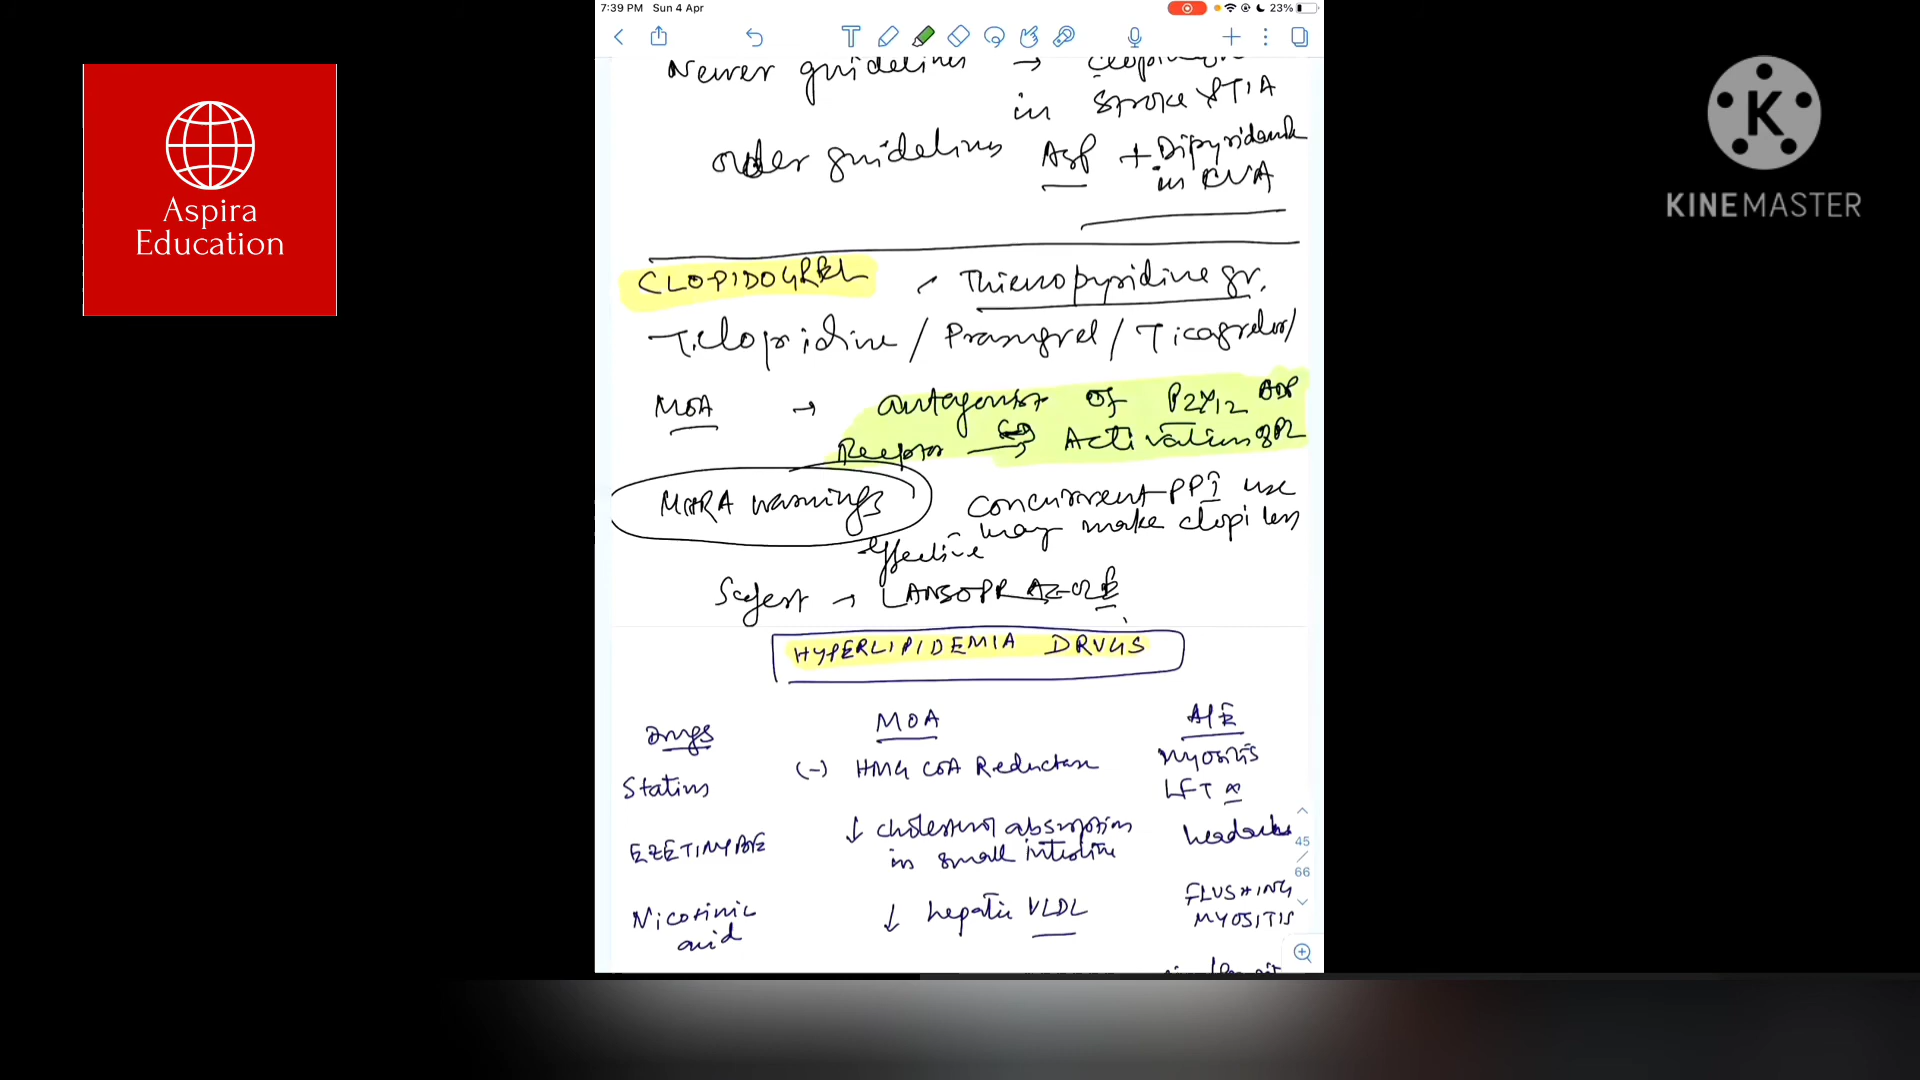 7:39 PM Sun 4 Apr
23%
Aspira
Education
KINEMASTER
Newer guidelines →
in Stroke & TIA
older guidelines Asp + Dipyridamole
in CVA
CLOPIDOGREL Thienopyridine gr.
Ticlopidine / Prasugrel / Ticagrelor/
MOA → antagonist of P2Y12 ADP
Receptor → Activation of PL
MHRA warnings concurrent PPI use
may make clopi less
effective
Safest → LANSOPRAZOLE
HYPERLIPIDEMIA DRUGS
Drugs MOA A/E
Statins (-) HMG COA Reductase Myositis
LFT
EZETIMIBE ↓ cholesterol absorption
in small intestine headache
Nicotinic
acid ↓ hepatic VLDL FLUSHING
MYOSITIS
45
/
66